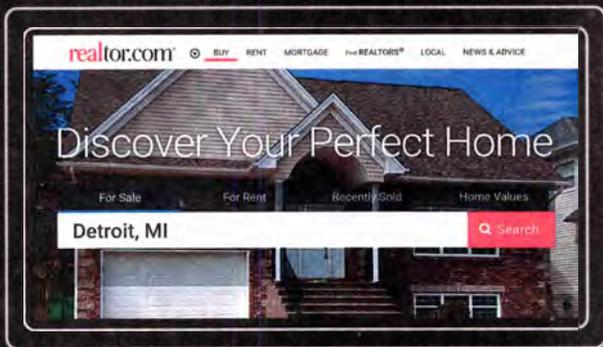 realtor.com® BUY RENT MORTGAGE Find REALTORS® LOCAL NEWS & ADVICE
Discover Your Perfect Home
For Sale For Rent Recently Sold Home Values
Detroit, MI Search